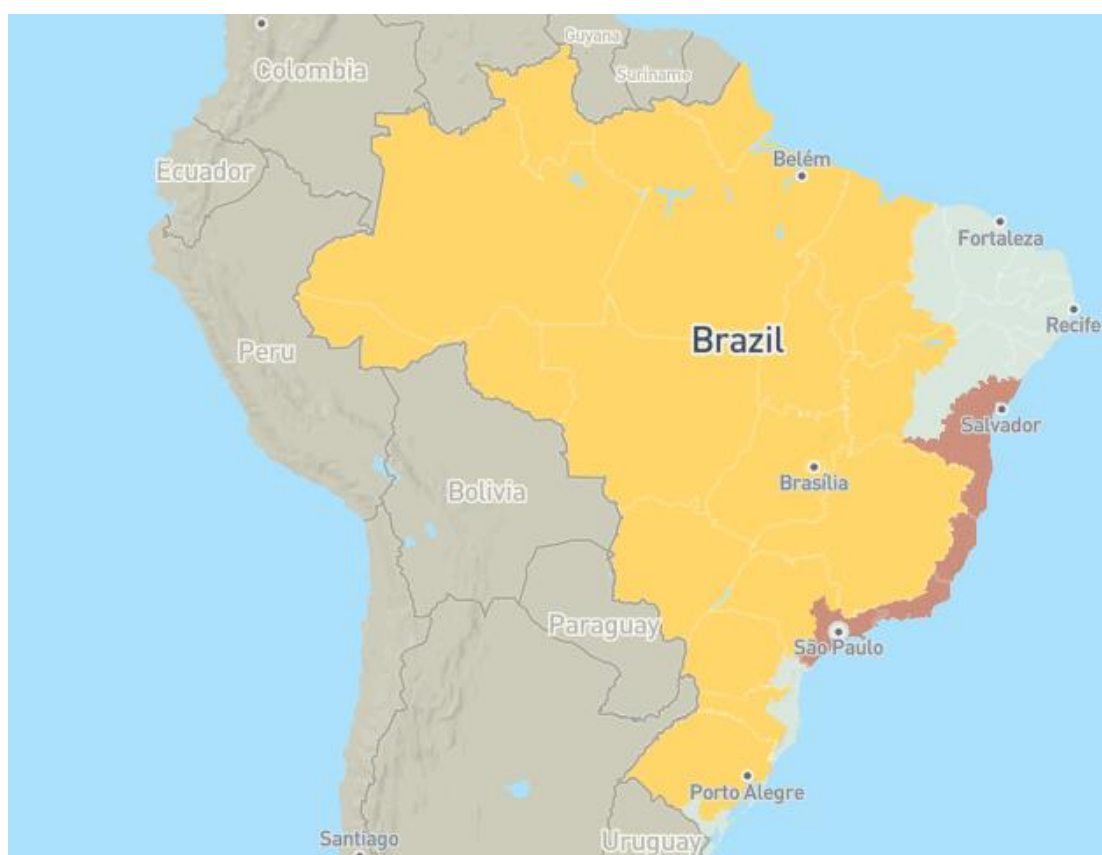 Guyana
Colombia
Suriname
Belém
Ecuador
Fortaleza
Recife
Brazil
Peru
Salvador
Brasília
Bolivia
Paraguay
São Paulo
Porto Alegre
Santiago
Uruguay